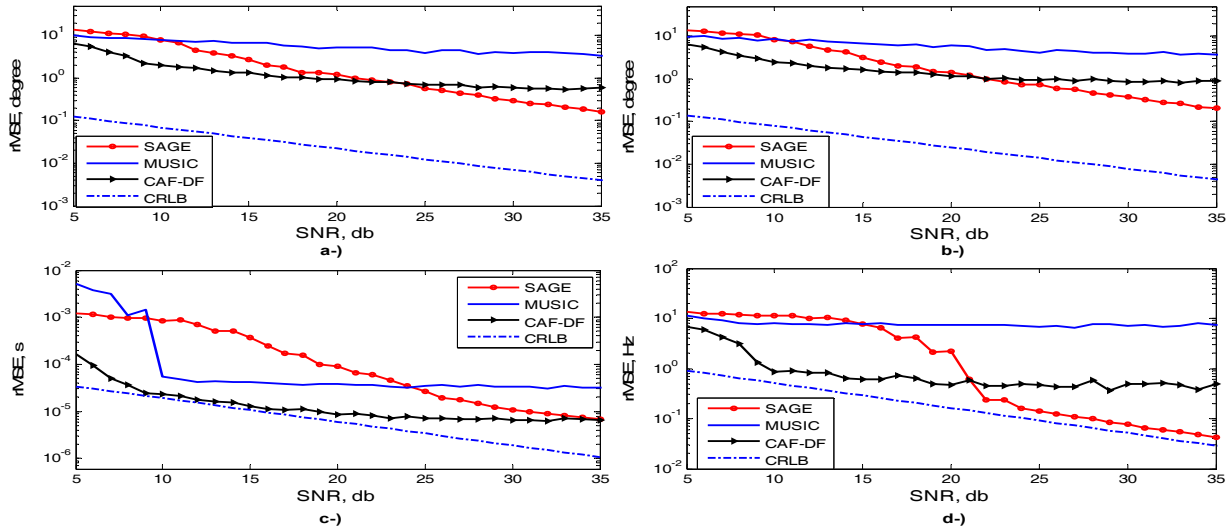 10^1
10^0
10^-1
10^-2
10^-3
rMSE, degree
SAGE
MUSIC
CAF-DF
CRLB
5 10 15 20 25 30 35
SNR, db
a-)
10^1
10^0
10^-1
10^-2
10^-3
rMSE, degree
SAGE
MUSIC
CAF-DF
CRLB
5 10 15 20 25 30 35
SNR, db
b-)
10^-2
10^-3
10^-4
10^-5
10^-6
rMSE, s
SAGE
MUSIC
CAF-DF
CRLB
5 10 15 20 25 30 35
SNR, db
c-)
10^2
10^1
10^0
10^-1
10^-2
rMSE, Hz
SAGE
MUSIC
CAF-DF
CRLB
5 10 15 20 25 30 35
SNR, db
d-)